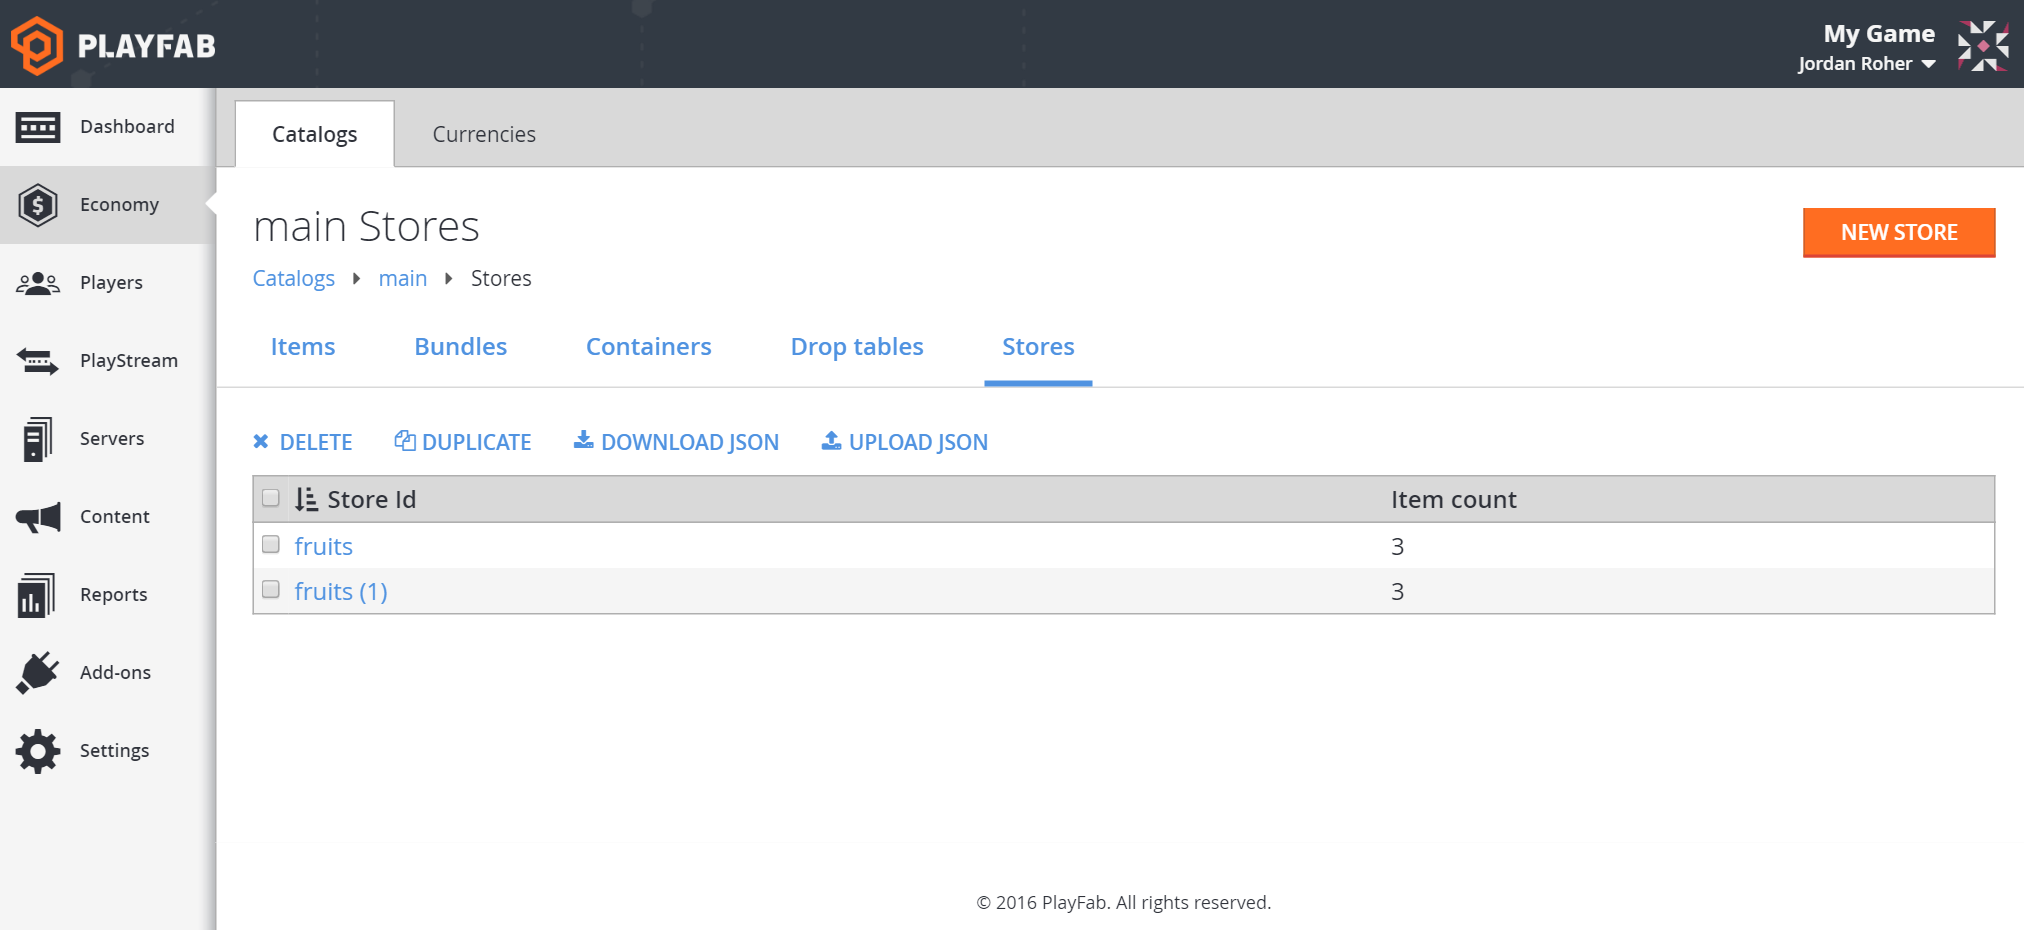 PLAYFAB
My Game
Jordan Roher
Dashboard
Economy
Players
PlayStream
Servers
Content
Reports
Add-ons
Settings
Catalogs Currencies
main Stores
NEW STORE
Catalogs main Stores
Items Bundles Containers Drop tables Stores
DELETE DUPLICATE DOWNLOAD JSON UPLOAD JSON
Store Id Item count
fruits 3
fruits (1) 3
© 2016 PlayFab. All rights reserved.